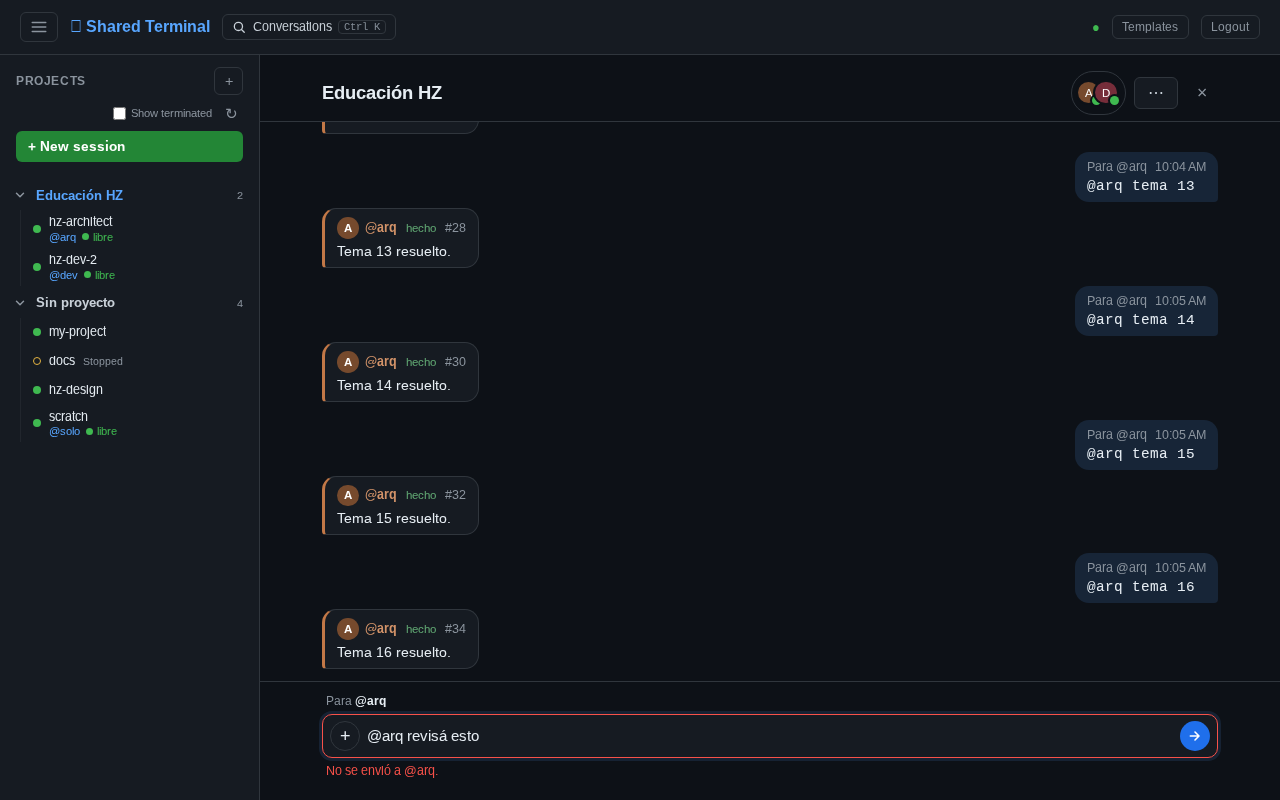 Shared Terminal
Conversations Ctrl K
Templates
Logout
PROJECTS
+
Show terminated
+ New session
Educación HZ 2
hz-architect
@arq libre
hz-dev-2
@dev libre
Sin proyecto 4
my-project
docs Stopped
hz-design
scratch
@solo libre
Educación HZ
A D
⋯
×
Para @arq 10:04 AM
@arq tema 13
A @arq hecho #28
Tema 13 resuelto.
Para @arq 10:05 AM
@arq tema 14
A @arq hecho #30
Tema 14 resuelto.
Para @arq 10:05 AM
@arq tema 15
A @arq hecho #32
Tema 15 resuelto.
Para @arq 10:05 AM
@arq tema 16
A @arq hecho #34
Tema 16 resuelto.
Para @arq
+ @arq revisá esto
No se envió a @arq.